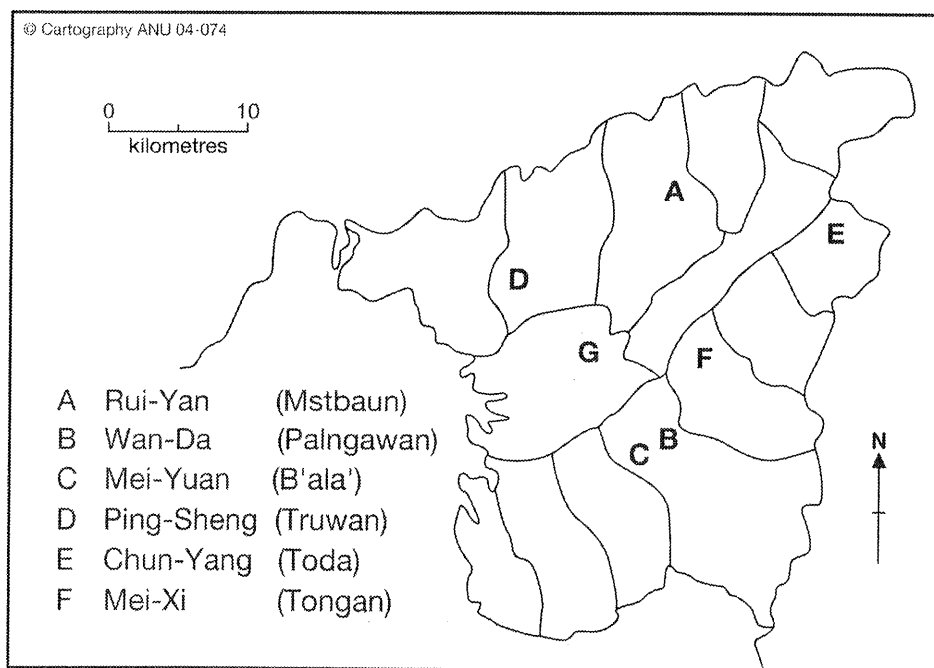 © Cartography ANU 04-074
0 10
kilometres
A
E
D
G
F
B
C
N
A Rui-Yan (Mstbaun)
B Wan-Da (Palngawan)
C Mei-Yuan (B'ala')
D Ping-Sheng (Truwan)
E Chun-Yang (Toda)
F Mei-Xi (Tongan)